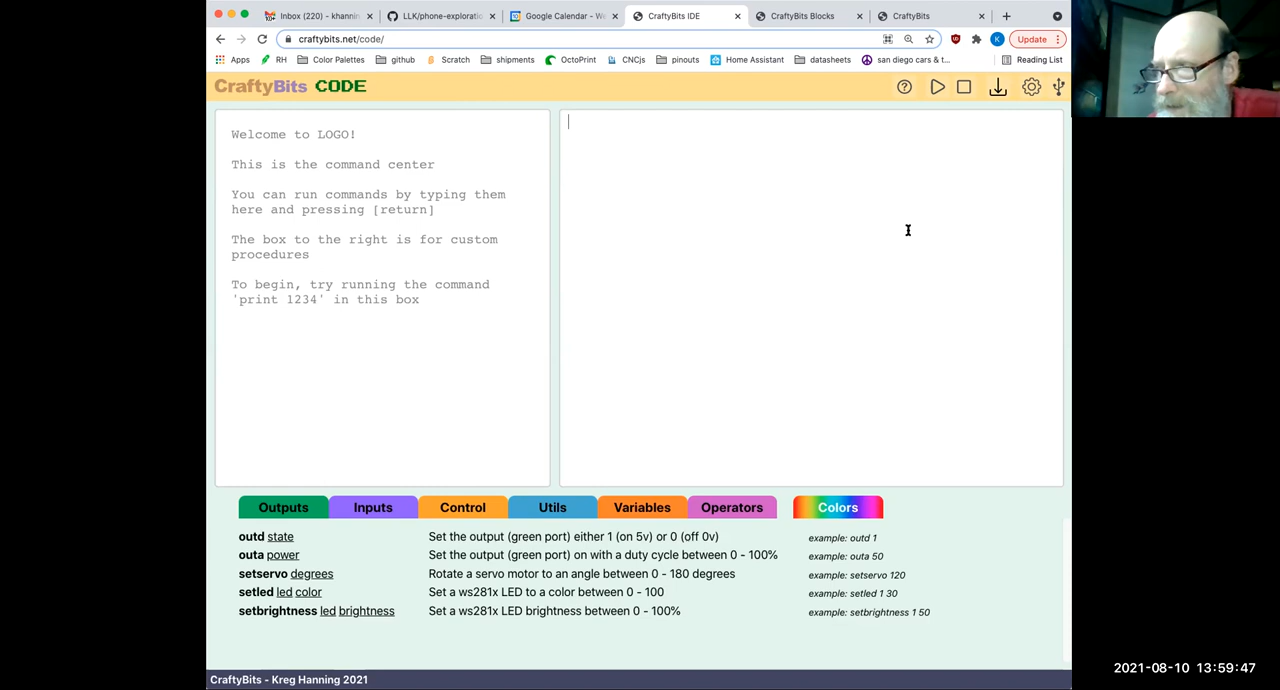 Inbox (220) - khannin
LLK/phone-exploratio
Google Calendar - We
CraftyBits IDE
CraftyBits Blocks
CraftyBits
craftybits.net/code/
K
Update
Apps
RH
Color Palettes
github
Scratch
shipments
OctoPrint
CNCjs
pinouts
Home Assistant
datasheets
san diego cars & t...
Reading List
CraftyBits CODE
Welcome to LOGO!
This is the command center
You can run commands by typing them
here and pressing [return]
The box to the right is for custom
procedures
To begin, try running the command
'print 1234' in this box
Outputs Inputs Control Utils Variables Operators Colors
outd state Set the output (green port) either 1 (on 5v) or 0 (off 0v) example: outd 1
outa power Set the output (green port) on with a duty cycle between 0 - 100% example: outa 50
setservo degrees Rotate a servo motor to an angle between 0 - 180 degrees example: setservo 120
setled led color Set a ws281x LED to a color between 0 - 100 example: setled 1 30
setbrightness led brightness Set a ws281x LED brightness between 0 - 100% example: setbrightness 1 50
CraftyBits - Kreg Hanning 2021
2021-08-10 13:59:47